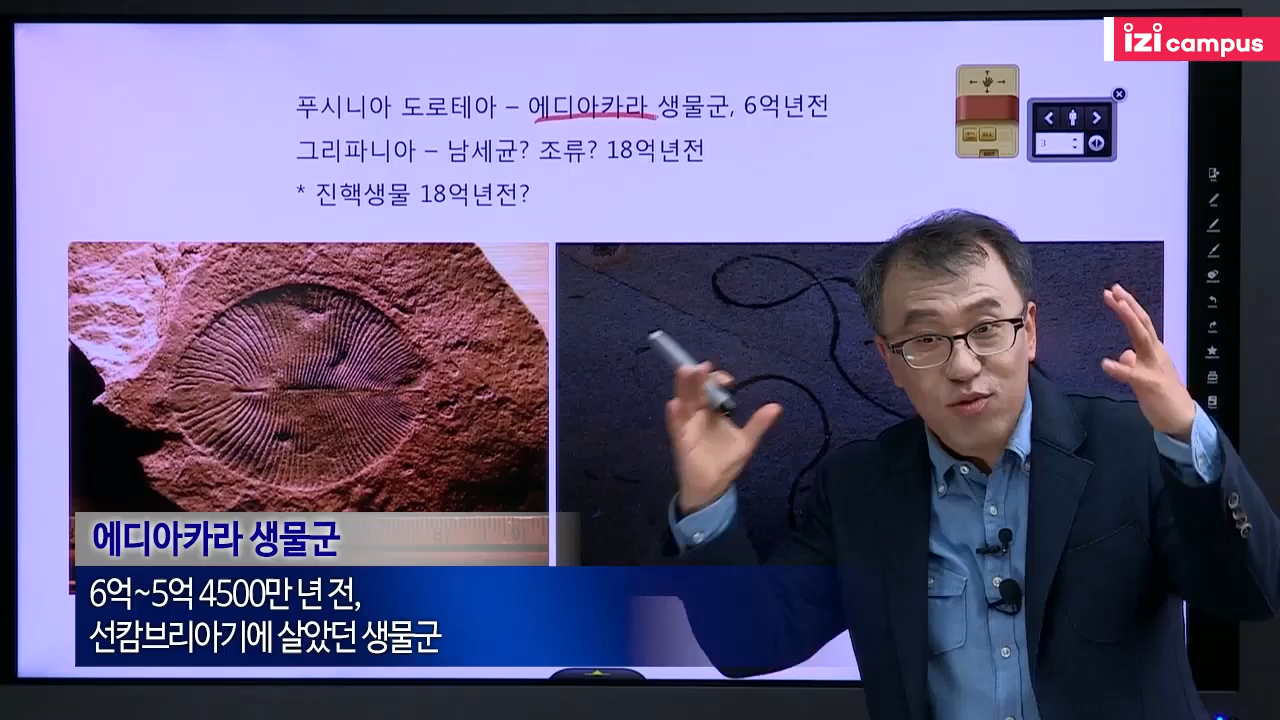 izi campus
푸시니아 도로테아 – 에디아카라 생물군, 6억년전
그리파니아 – 남세균? 조류? 18억년전
* 진핵생물 18억년전?
3
에디아카라 생물군
6억~5억 4500만 년 전,
선캄브리아기에 살았던 생물군